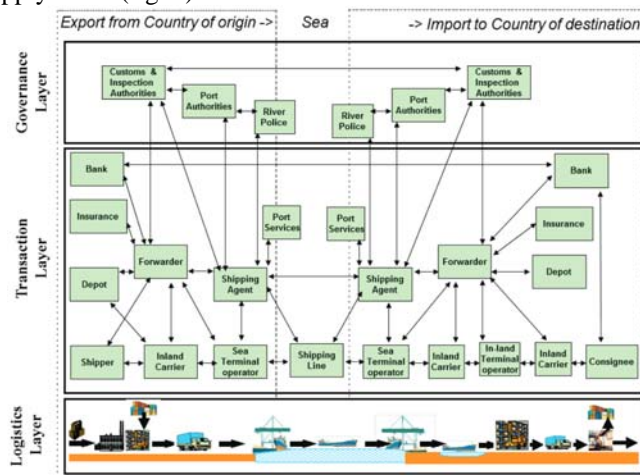 Export from Country of origin ->
Sea
-> Import to Country of destination
Governance
Layer
Customs &
Inspection
Authorities
Port
Authorities
River
Police
River
Police
Port
Authorities
Customs &
Inspection
Authorities
Transaction
Layer
Bank
Insurance
Forwarder
Depot
Shipper
Inland
Carrier
Port
Services
Shipping
Agent
Sea
Terminal
operator
Shipping
Line
Port
Services
Shipping
Agent
Sea
Terminal
operator
Bank
Insurance
Forwarder
Depot
Inland
Carrier
In-land
Terminal
operator
Inland
Carrier
Consignee
Logistics
Layer